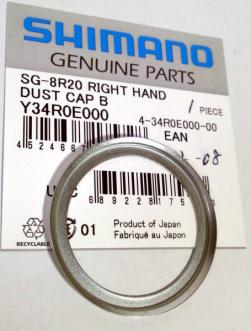 SHIMANO
GENUINE PARTS
SG-8R20 RIGHT HAND
DUST CAP B
Y34R0E000
1 PIECE
4-34R0E000-00
EAN
-08
Product of Japan
Fabriqué au Japon
RECYCLABLE
01